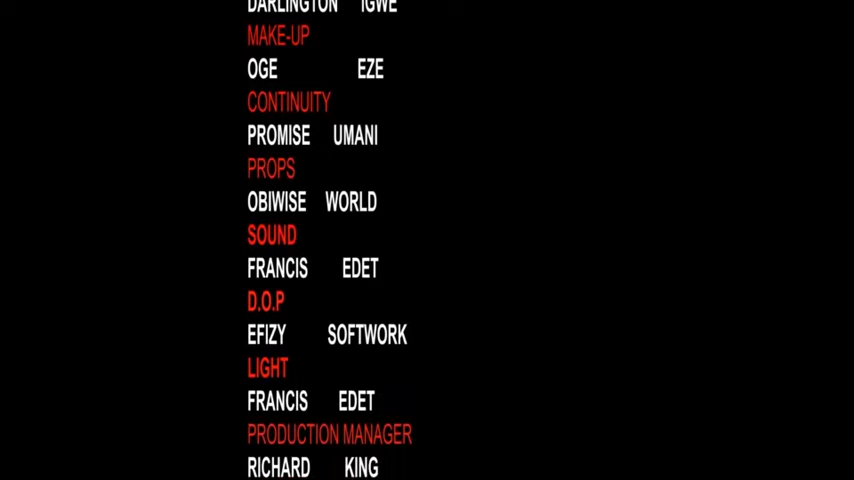 DARLINGTON IGWE
MAKE-UP
OGE EZE
CONTINUITY
PROMISE UMANI
PROPS
OBIWISE WORLD
SOUND
FRANCIS EDET
D.O.P
EFIZY SOFTWORK
LIGHT
FRANCIS EDET
PRODUCTION MANAGER
RICHARD KING